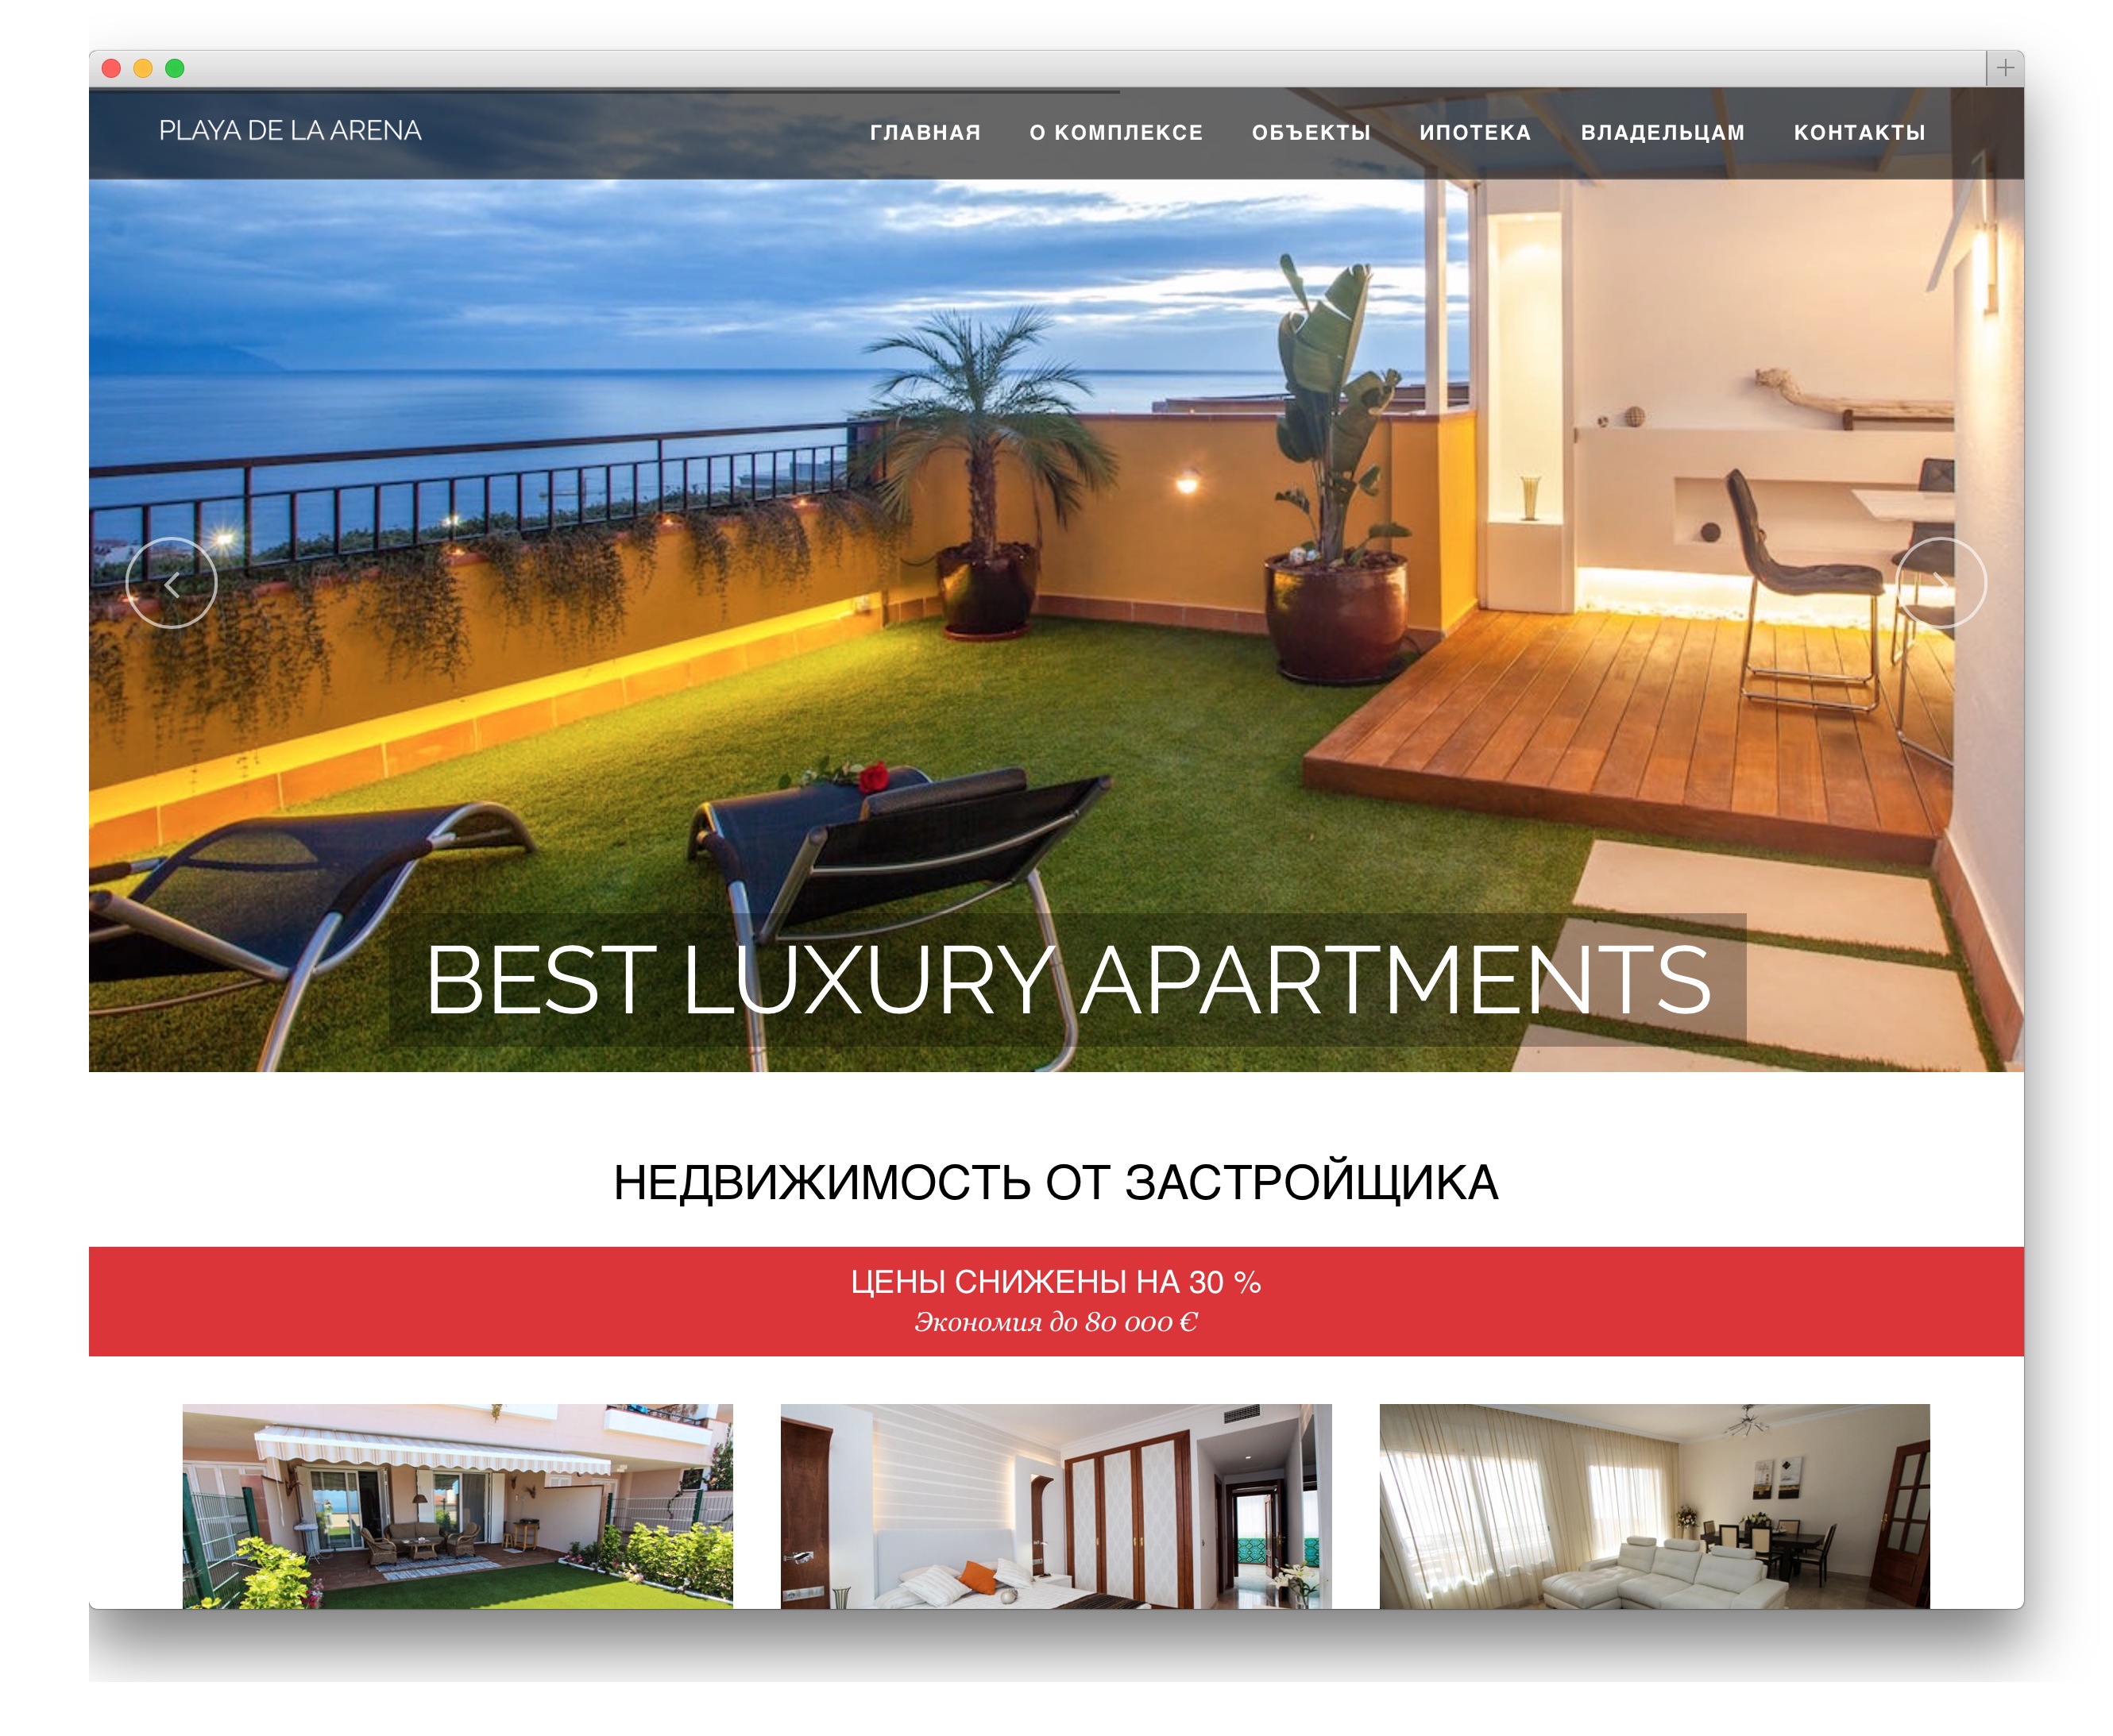 PLAYA DE LA ARENA
ГЛАВНАЯ О КОМПЛЕКСЕ ОБЪЕКТЫ ИПОТЕКА ВЛАДЕЛЬЦАМ КОНТАКТЫ
BEST LUXURY APARTMENTS
НЕДВИЖИМОСТЬ ОТ ЗАСТРОЙЩИКА
ЦЕНЫ СНИЖЕНЫ НА 30 %
Экономия до 80 000 €